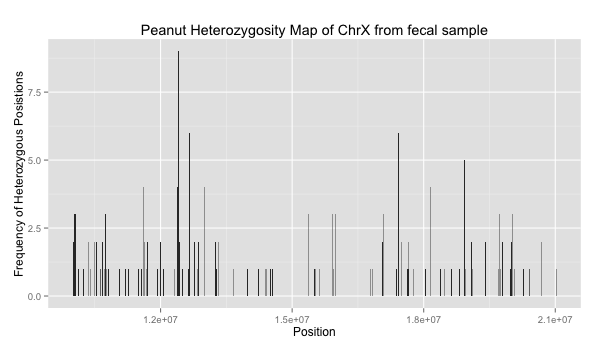 Peanut Heterozygosity Map of ChrX from fecal sample
Frequency of Heterozygous Posistions
7.5
5.0
2.5
0.0
1.2e+07 1.5e+07 1.8e+07 2.1e+07
Position